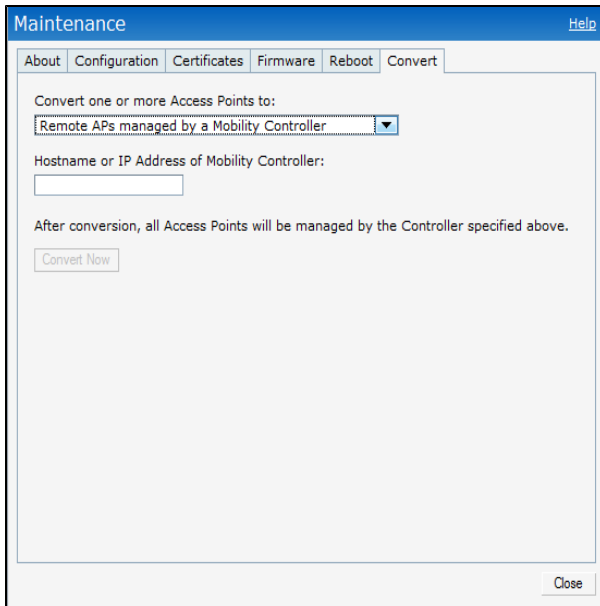 Maintenance
Help
About Configuration Certificates Firmware Reboot Convert
Convert one or more Access Points to:
Remote APs managed by a Mobility Controller
Hostname or IP Address of Mobility Controller:
After conversion, all Access Points will be managed by the Controller specified above.
Convert Now
Close